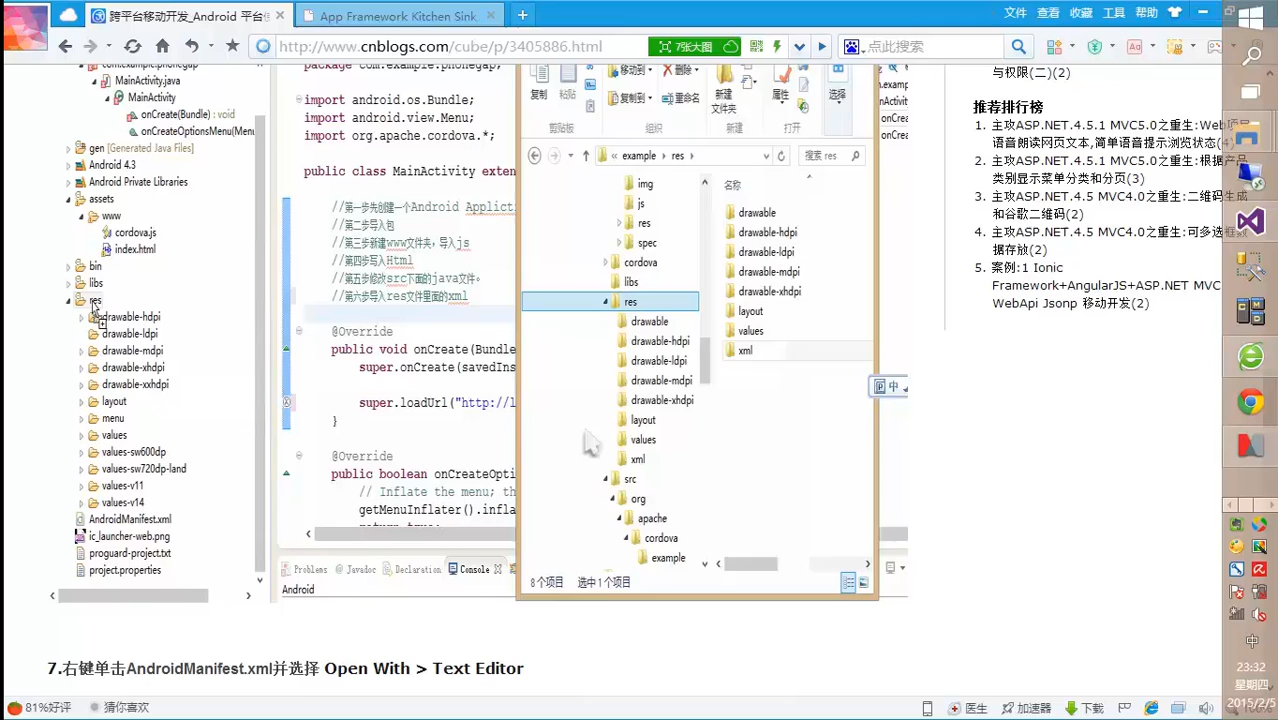 跨平台移动开发_Android 平台
App Framework Kitchen Sink
文件 查看 收藏 工具 帮助
http://www.cnblogs.com/cube/p/3405886.html
7张大图
点此搜索
MainActivity.java
MainActivity
onCreate(Bundle) : void
onCreateOptionsMenu(Menu
gen [Generated Java Files]
Android 4.3
Android Private Libraries
assets
www
cordova.js
index.html
bin
libs
res
drawable-hdpi
drawable-ldpi
drawable-mdpi
drawable-xhdpi
drawable-xxhdpi
layout
menu
values
values-sw600dp
values-sw720dp-land
values-v11
values-v14
AndroidManifest.xml
ic_launcher-web.png
proguard-project.txt
project.properties
package com.example.phonegap;
import android.os.Bundle;
import android.view.Menu;
import org.apache.cordova.*;
public class MainActivity exten
//第一步先创建一个Android Applicti
//第二步导入包
//第三步新建www文件夹，导入js
//第四步写入Html
//第五步修改src下面的java文件。
//第六步导入res文件里面的xml
@Override
public void onCreate(Bundle
super.onCreate(savedIns
super.loadUrl("http://l
}
@Override
public boolean onCreateOpti
// Inflate the menu; th
getMenuInflater().infla
return true;
Problems Javadoc Declaration Console
Android
复制 粘贴 移动到 复制到 删除 重命名 新建 文件夹 属性 选择
剪贴板 组织 新建 打开
« example ▸ res ▸
搜索 res
img
js
res
spec
cordova
libs
res
drawable
drawable-hdpi
drawable-ldpi
drawable-mdpi
drawable-xhdpi
layout
values
xml
src
org
apache
cordova
example
名称
drawable
drawable-hdpi
drawable-ldpi
drawable-mdpi
drawable-xhdpi
layout
values
xml
8 个项目 选中 1 个项目
中
与权限(二)(2)
推荐排行榜
1. 主攻ASP.NET.4.5.1 MVC5.0之重生:Web项目
语音朗读网页文本,简单语音提示浏览状态(4)
2. 主攻ASP.NET.4.5.1 MVC5.0之重生:根据产品
类别显示菜单分类和分页(3)
3. 主攻ASP.NET MVC4.0之重生:二维码生成
和谷歌二维码(2)
4. 主攻ASP.NET.4.5 MVC4.0之重生:可多选框
据存放(2)
5. 案例:1 Ionic
Framework+AngularJS+ASP.NET MVC
WebApi Jsonp 移动开发(2)
7.右键单击AndroidManifest.xml并选择 Open With > Text Editor
81%好评 猜你喜欢
医生 加速器 下载
中
23:32
星期四
2015/2/5